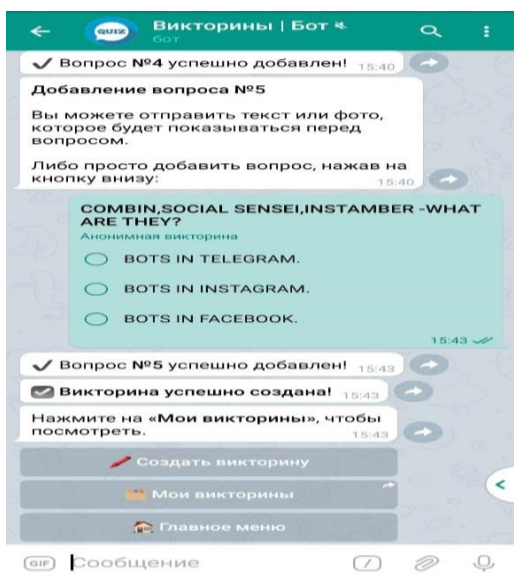 QUIZ
Викторины | Бот
бот
Вопрос №4 успешно добавлен! 15:40
Добавление вопроса №5
Вы можете отправить текст или фото,
которое будет показываться перед
вопросом.
Либо просто добавить вопрос, нажав на
кнопку внизу:
15:40
COMBIN,SOCIAL SENSEI,INSTAMBER -WHAT
ARE THEY?
Анонимная викторина
BOTS IN TELEGRAM.
BOTS IN INSTAGRAM.
BOTS IN FACEBOOK.
15:43
Вопрос №5 успешно добавлен! 15:43
Викторина успешно создана! 15:43
Нажмите на «Мои викторины», чтобы
посмотреть.
15:43
Создать викторину
Мои викторины
Главное меню
GIF Сообщение